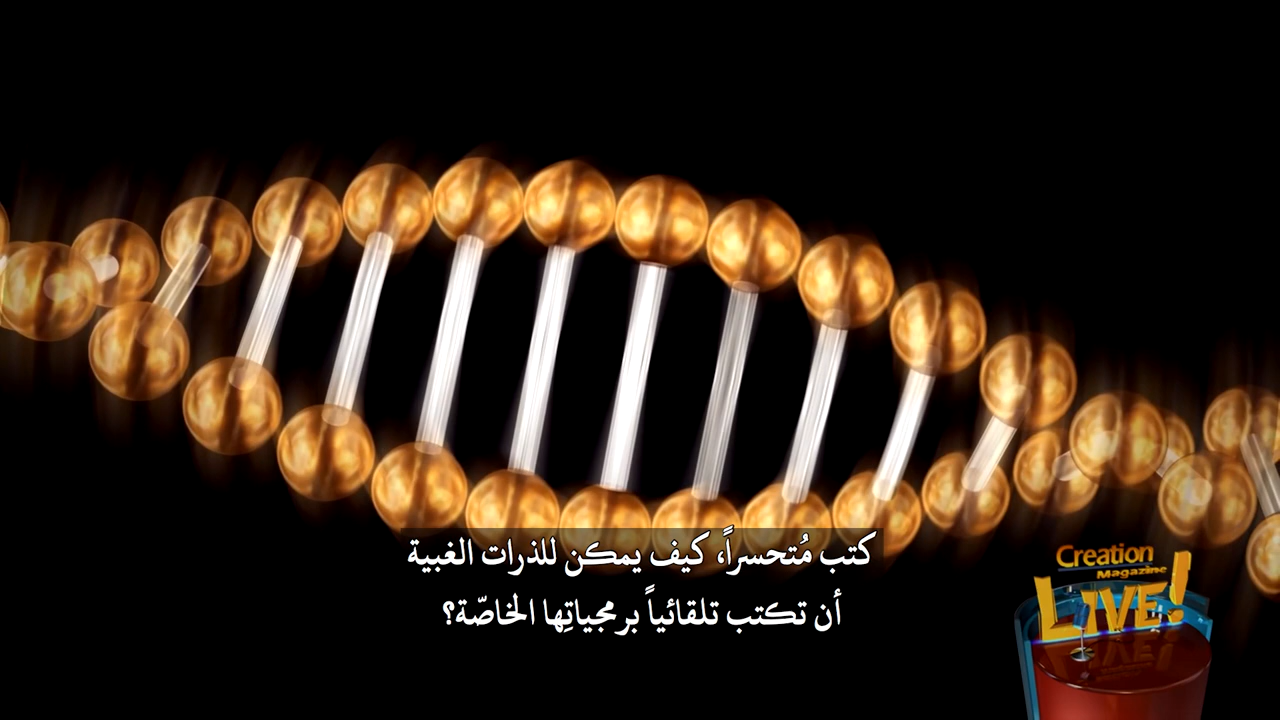 كتب مُتحسراً، كيف يمكن للذرات الغبية
أن تكتب تلقائياً برمجياتِها الخاصّة؟
Creation
Magazine
LIVE!